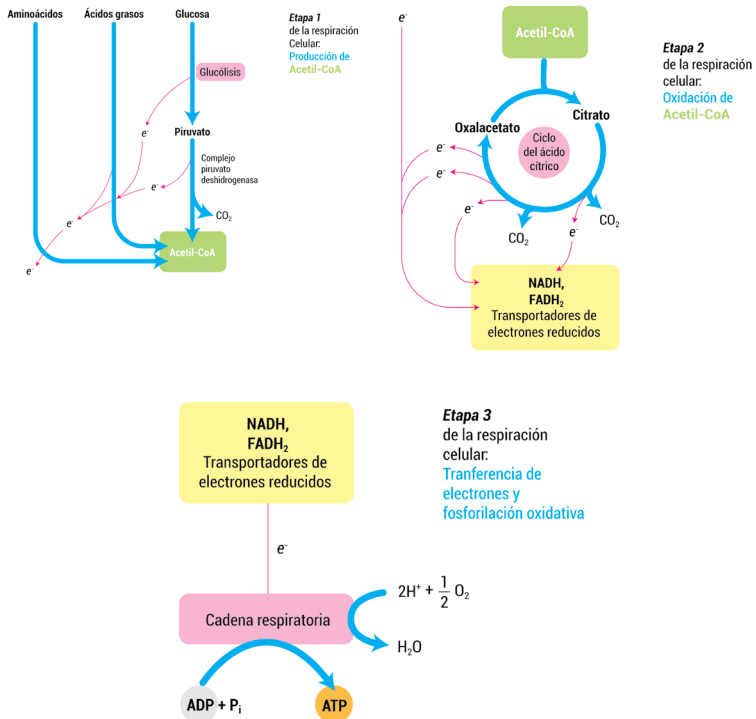 Aminoácidos
Ácidos grasos
Glucosa
Etapa 1
de la respiración
Celular:
Producción de
Acetil-CoA
Glucólisis
e-
Piruvato
Complejo
piruvato
deshidrogenasa
e-
CO₂
e-
Acetil-CoA
e-
e-
Acetil-CoA
Etapa 2
de la respiración
celular:
Oxidación de
Acetil-CoA
Citrato
Oxalacetato
Ciclo
del ácido
cítrico
e-
e-
e-
CO₂
CO₂
e-
NADH,
FADH₂
Transportadores de
electrones reducidos
NADH,
FADH₂
Transportadores de
electrones reducidos
Etapa 3
de la respiración
celular:
Tranferencia de
electrones y
fosforilación oxidativa
e-
2H⁺ + 1/2 O₂
Cadena respiratoria
H₂O
ADP + Pᵢ
ATP